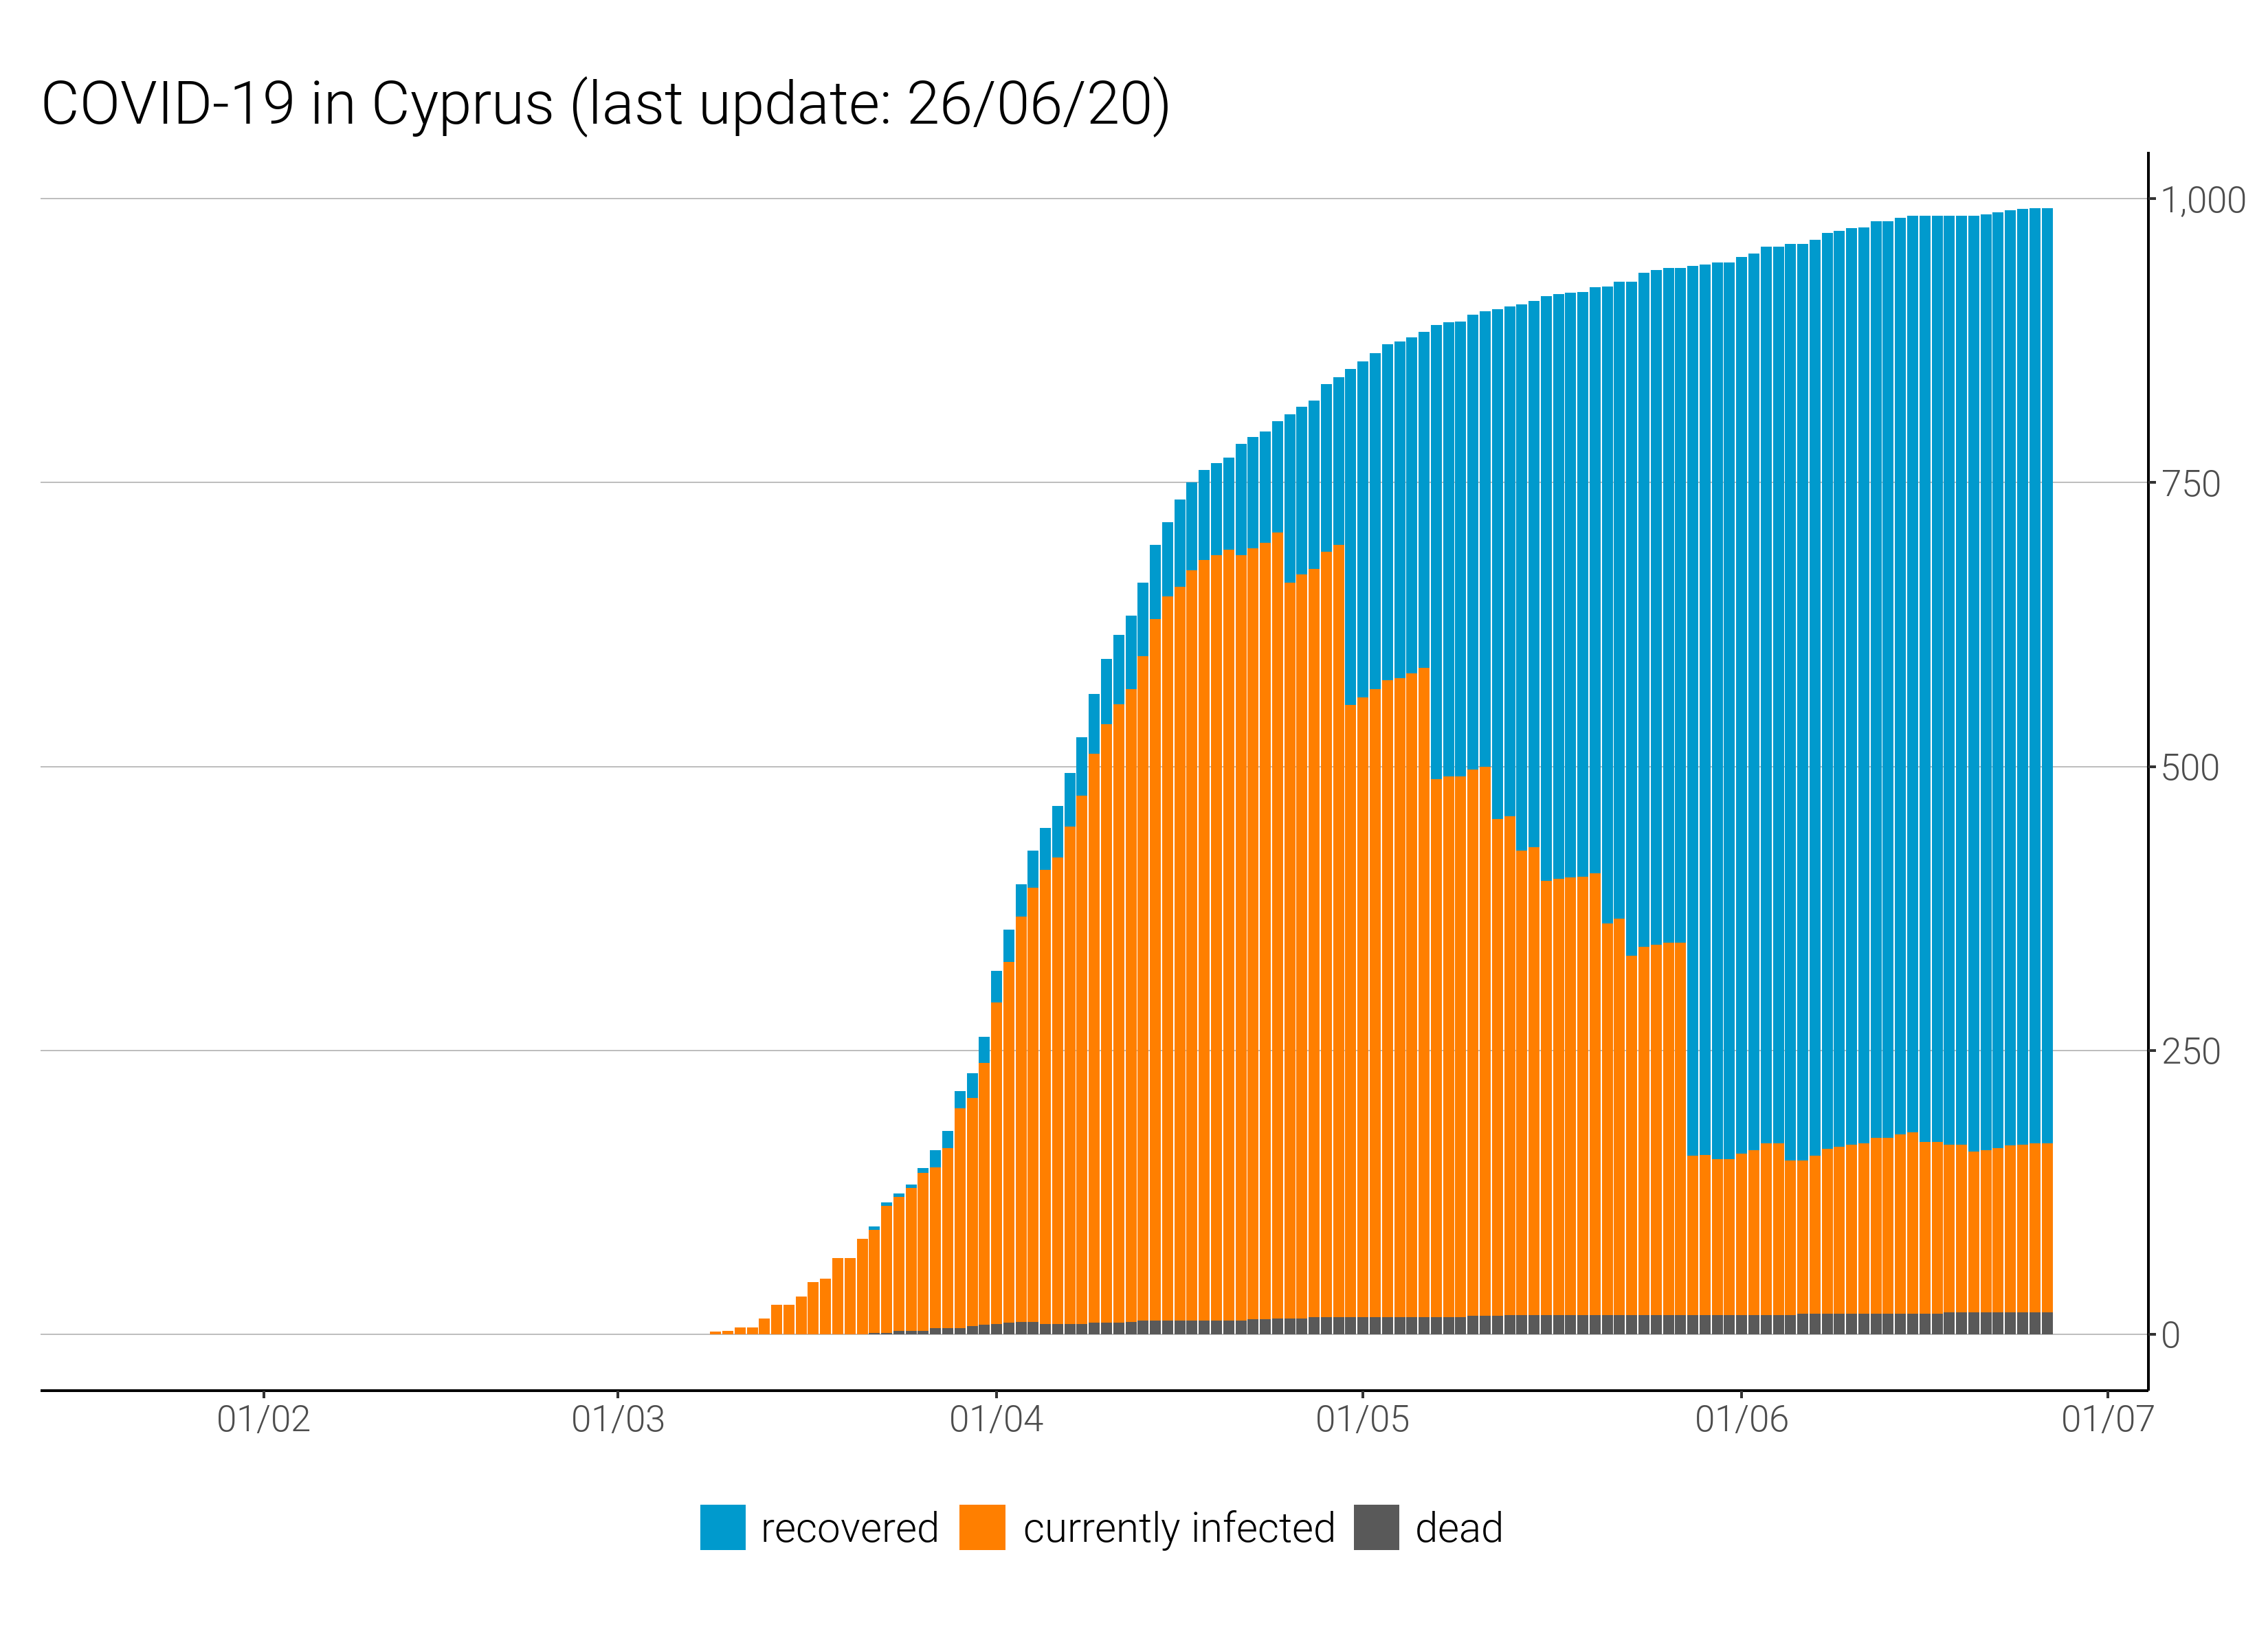 COVID-19 in Cyprus (last update: 26/06/20)
1,000
750
500
250
0
01/02 01/03 01/04 01/05 01/06 01/07
recovered currently infected dead